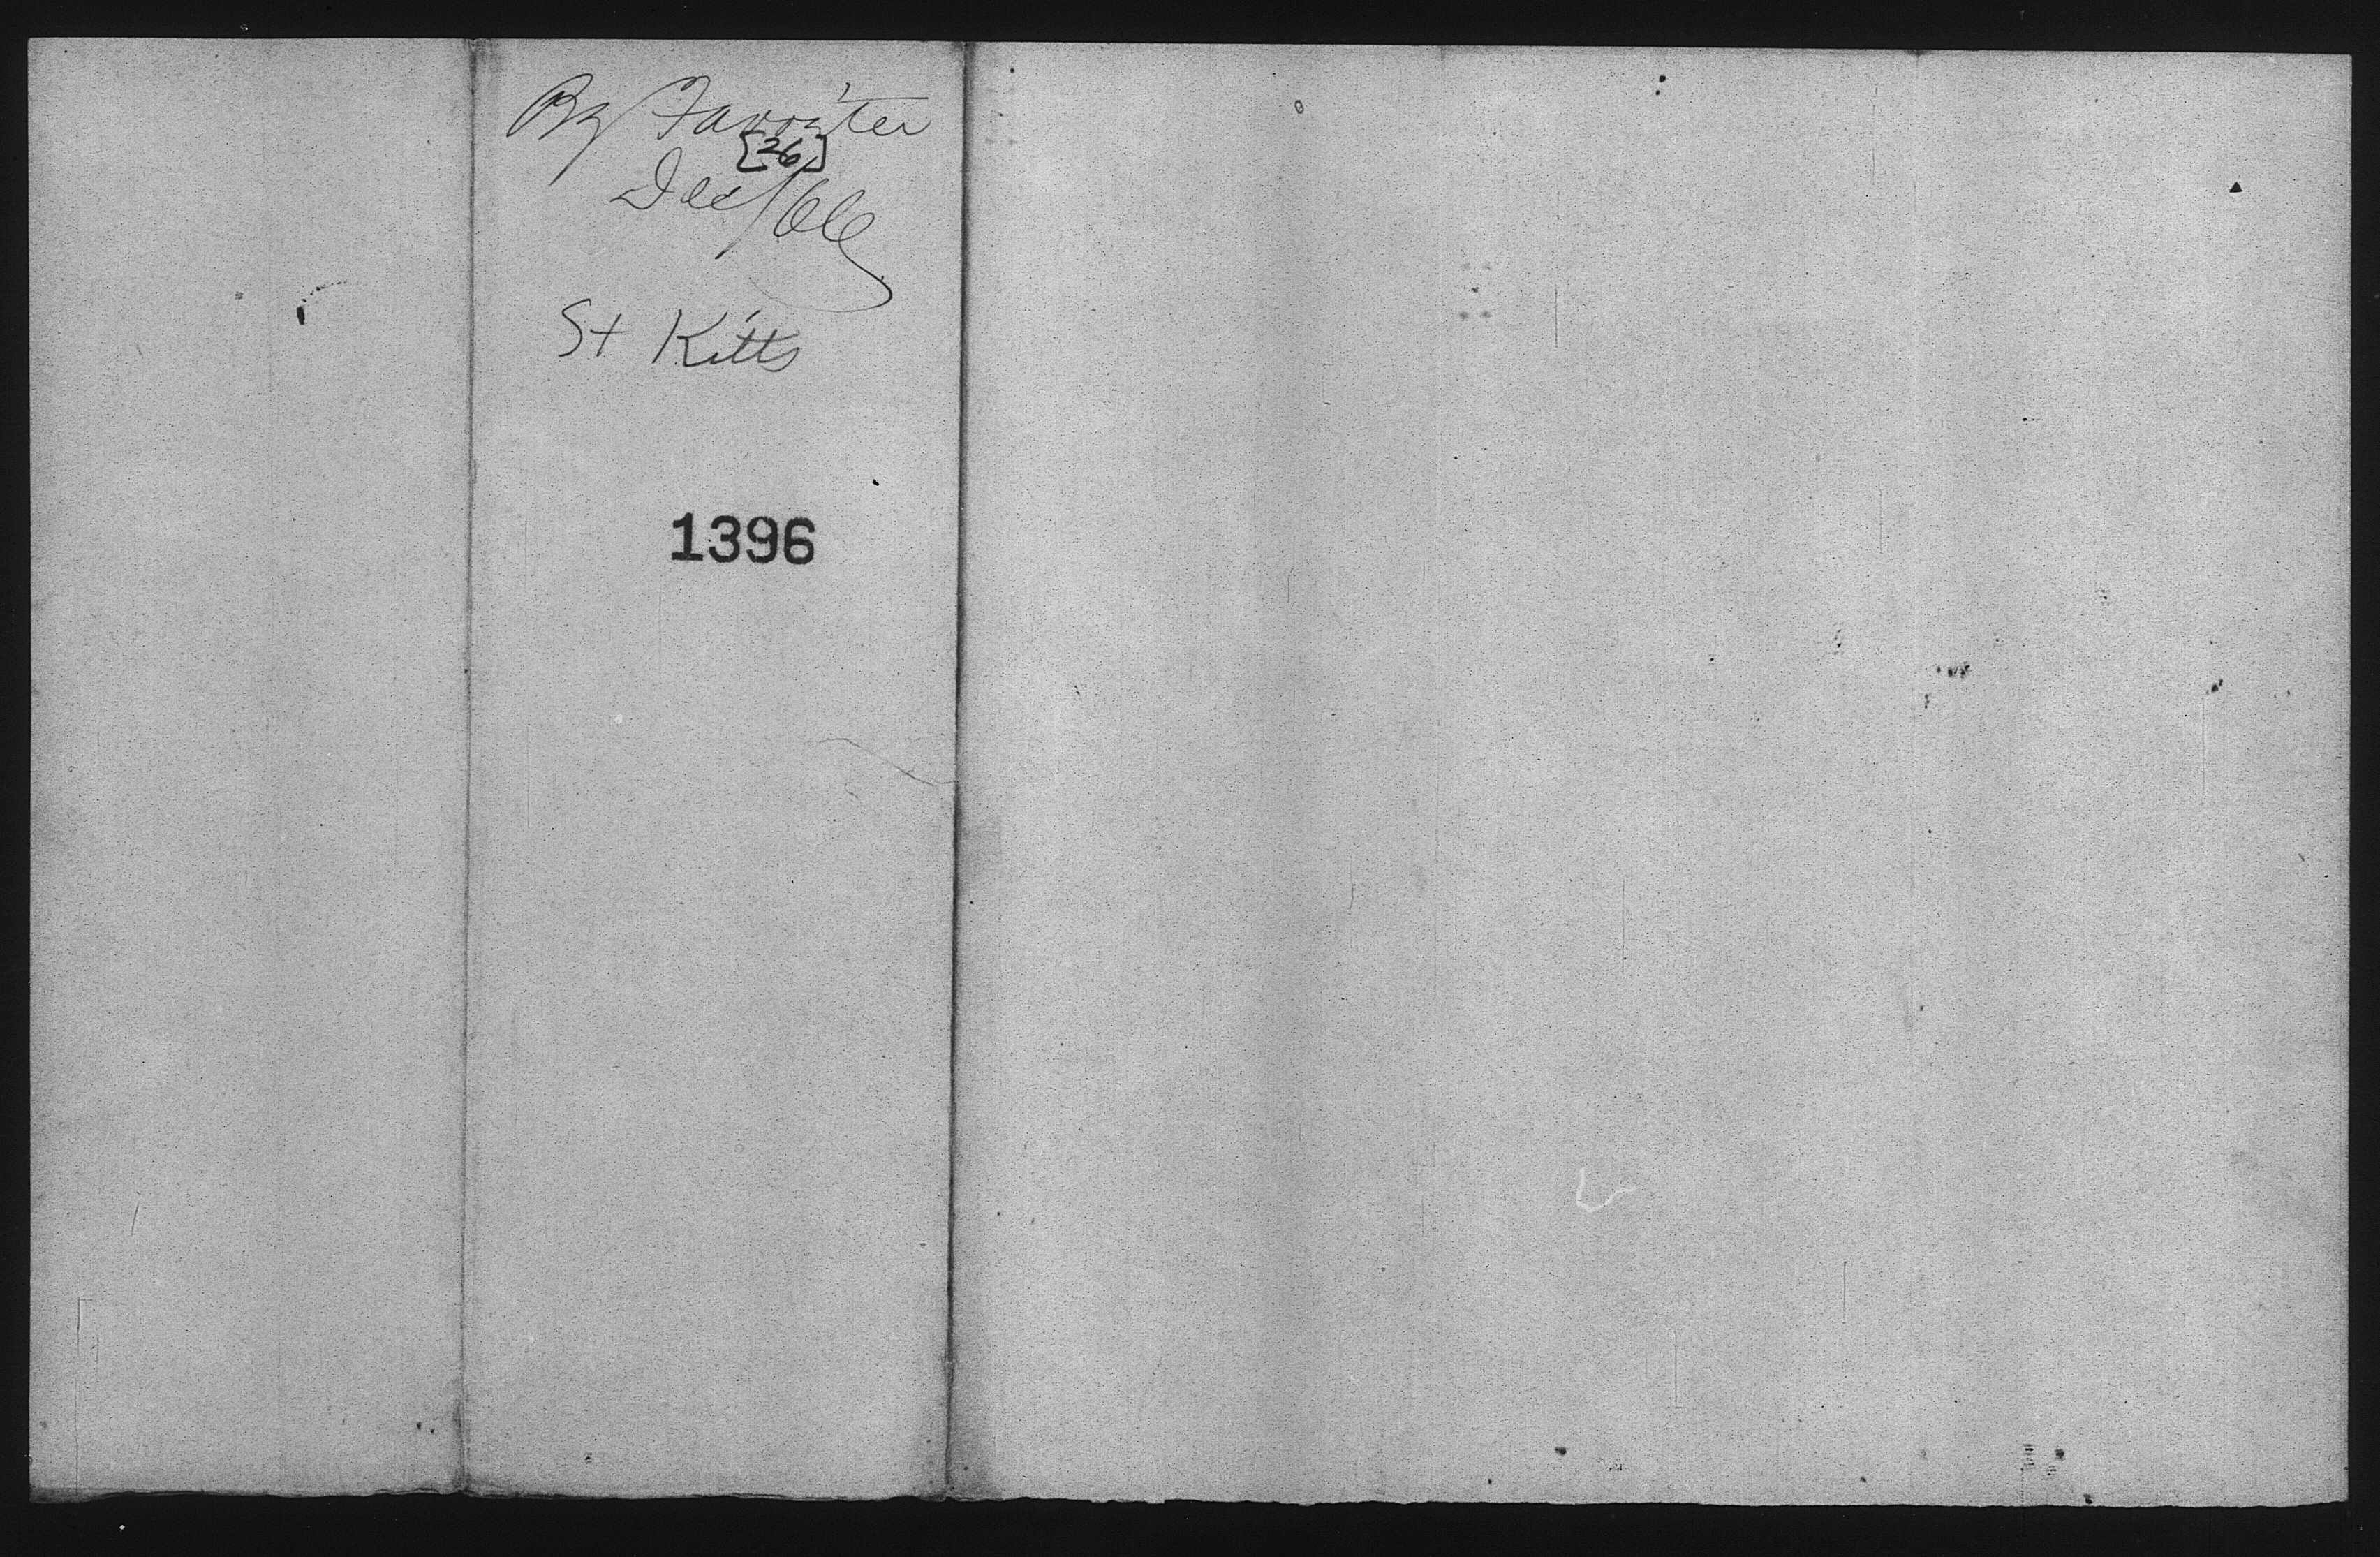 By Favorite
[26]
Dec/66
St Kitts
1396